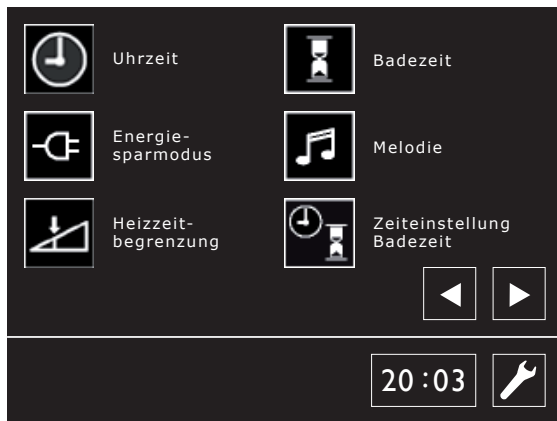 Uhrzeit
Badezeit
Energie-
sparmodus
Melodie
Heizzeit-
begrenzung
Zeiteinstellung
Badezeit
20:03